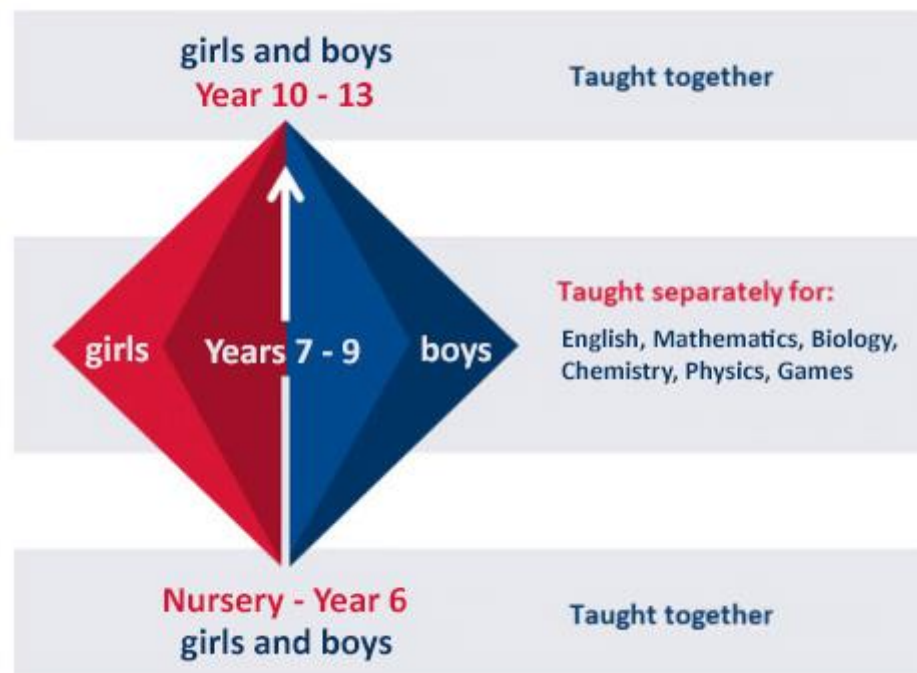 girls and boys
Year 10 - 13
Taught together
girls
Years 7 - 9
boys
Taught separately for:
English, Mathematics, Biology,
Chemistry, Physics, Games
Nursery - Year 6
girls and boys
Taught together